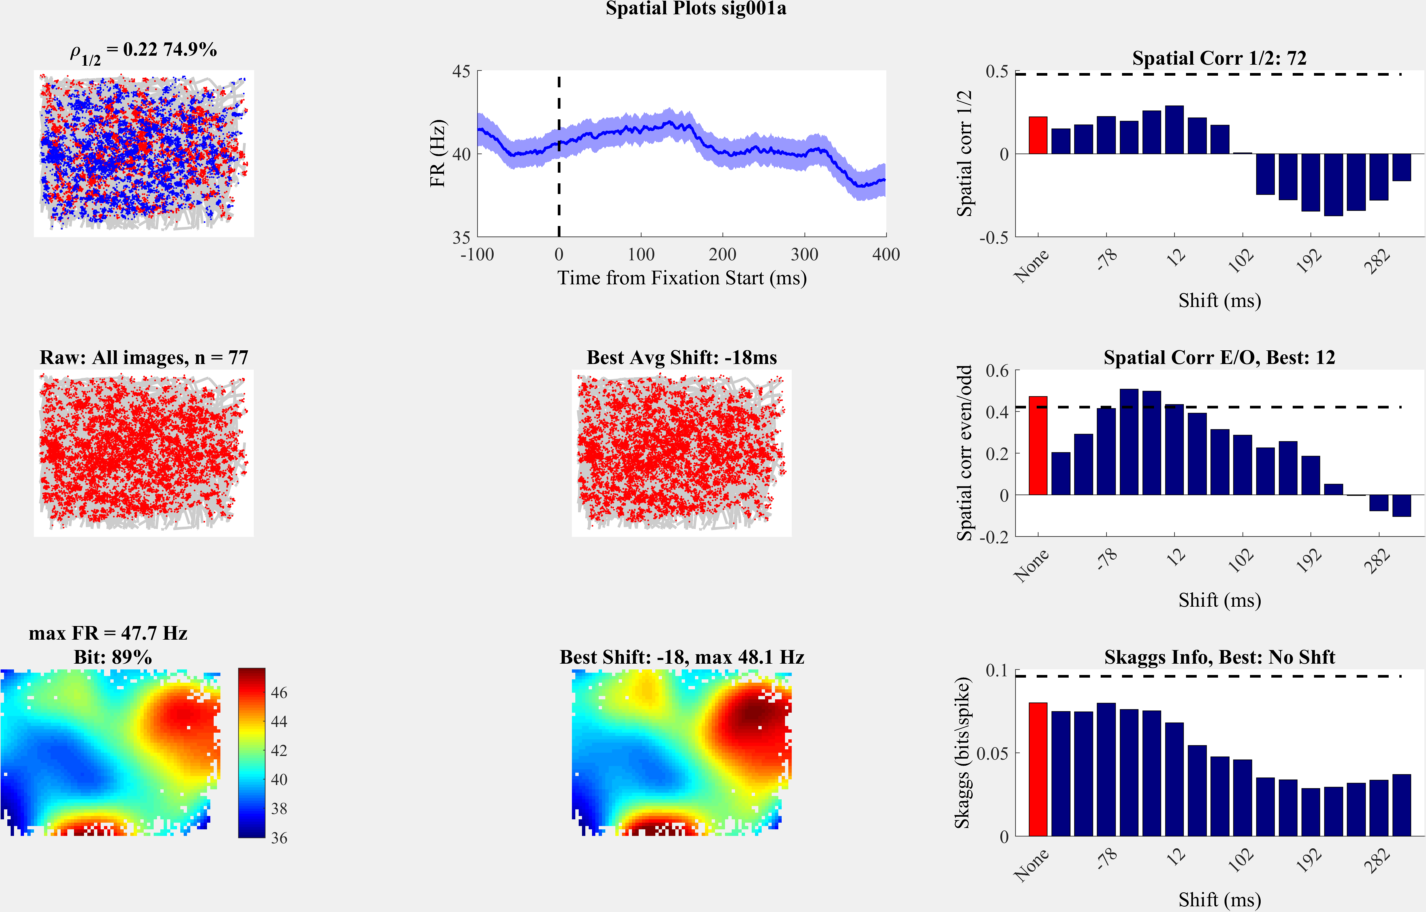 Spatial Plots sig001a
ρ1/2 = 0.22 74.9%
45
40
35
FR (Hz)
-100
0
100
200
300
400
Time from Fixation Start (ms)
Spatial Corr 1/2: 72
0.5
0
-0.5
Spatial corr 1/2
None
-78
12
102
192
282
Shift (ms)
Raw: All images, n = 77
Best Avg Shift: -18ms
Spatial Corr E/O, Best: 12
0.6
0.4
0.2
0
-0.2
Spatial corr even/odd
None
-78
12
102
192
282
Shift (ms)
max FR = 47.7 Hz
Bit: 89%
46
44
42
40
38
36
Best Shift: -18, max 48.1 Hz
Skaggs Info, Best: No Shft
0.1
0.05
0
Skaggs (bits\spike)
None
-78
12
102
192
282
Shift (ms)